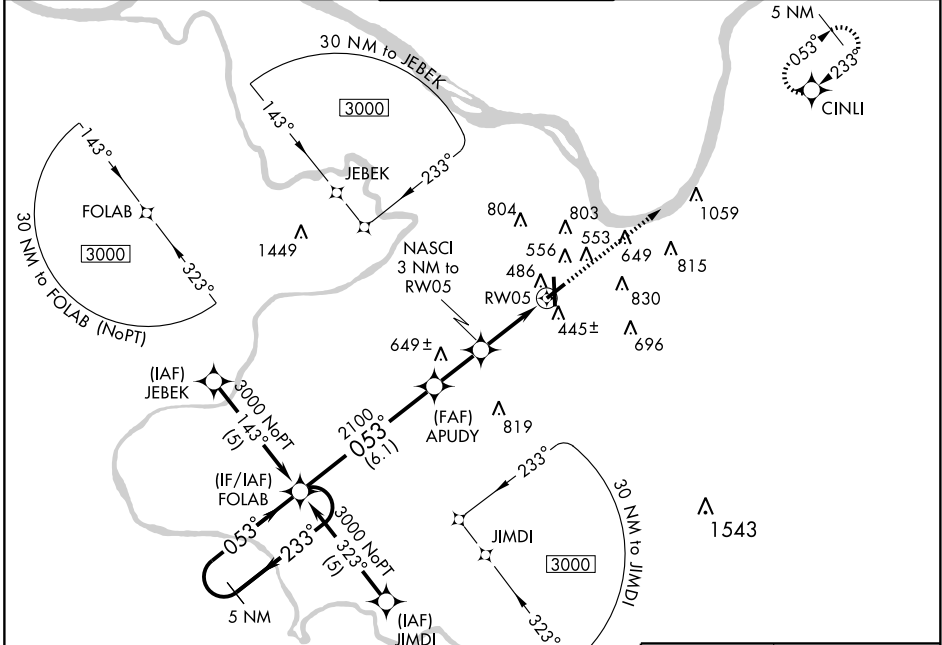 5 NM
053°
233°
CINLI
30 NM to JEBEK
3000
143°
JEBEK
233°
143°
FOLAB
3000
323°
30 NM to FOLAB (NoPT)
1449
804
803
553
556
649
1059
815
486
830
445±
696
NASCI
3 NM to
RW05
RW05
649±
(FAF)
APUDY
819
(IAF)
JEBEK
3000 NoPT
143°
(5)
2100
053°
(6.1)
(IF/IAF)
FOLAB
053°
233°
5 NM
3000 NoPT
323°
(5)
(IAF)
JIMDI
233°
JIMDI
3000
323°
30 NM to JIMDI
1543